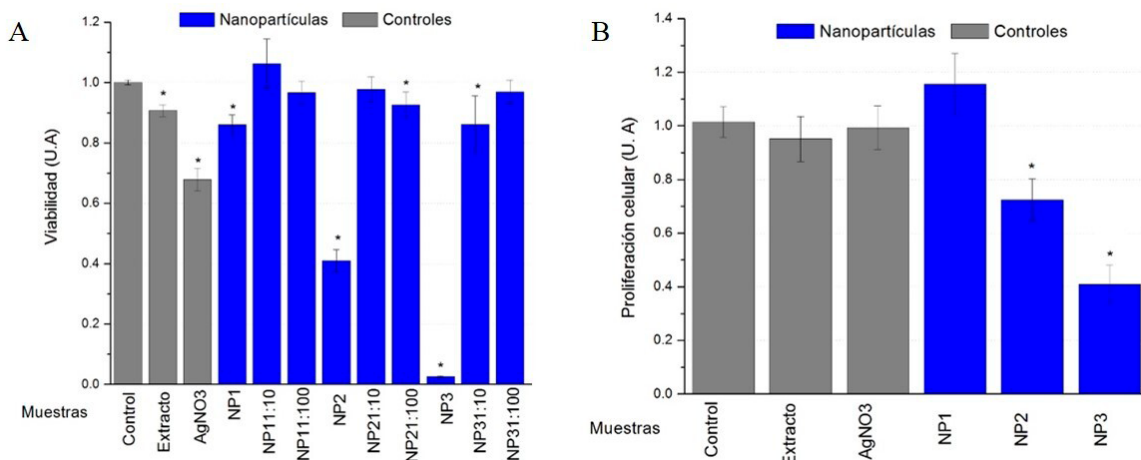 A
Nanopartículas
Controles
Viabilidad (U.A)
1.2
1.0
0.8
0.6
0.4
0.2
0.0
*
*
*
*
*
*
*
Muestras
Control
Extracto
AgNO3
NP1
NP11:10
NP11:100
NP2
NP21:10
NP21:100
NP3
NP31:10
NP31:100
B
Nanopartículas
Controles
Proliferación celular (U. A)
1.4
1.2
1.0
0.8
0.6
0.4
0.2
0.0
*
*
Muestras
Control
Extracto
AgNO3
NP1
NP2
NP3